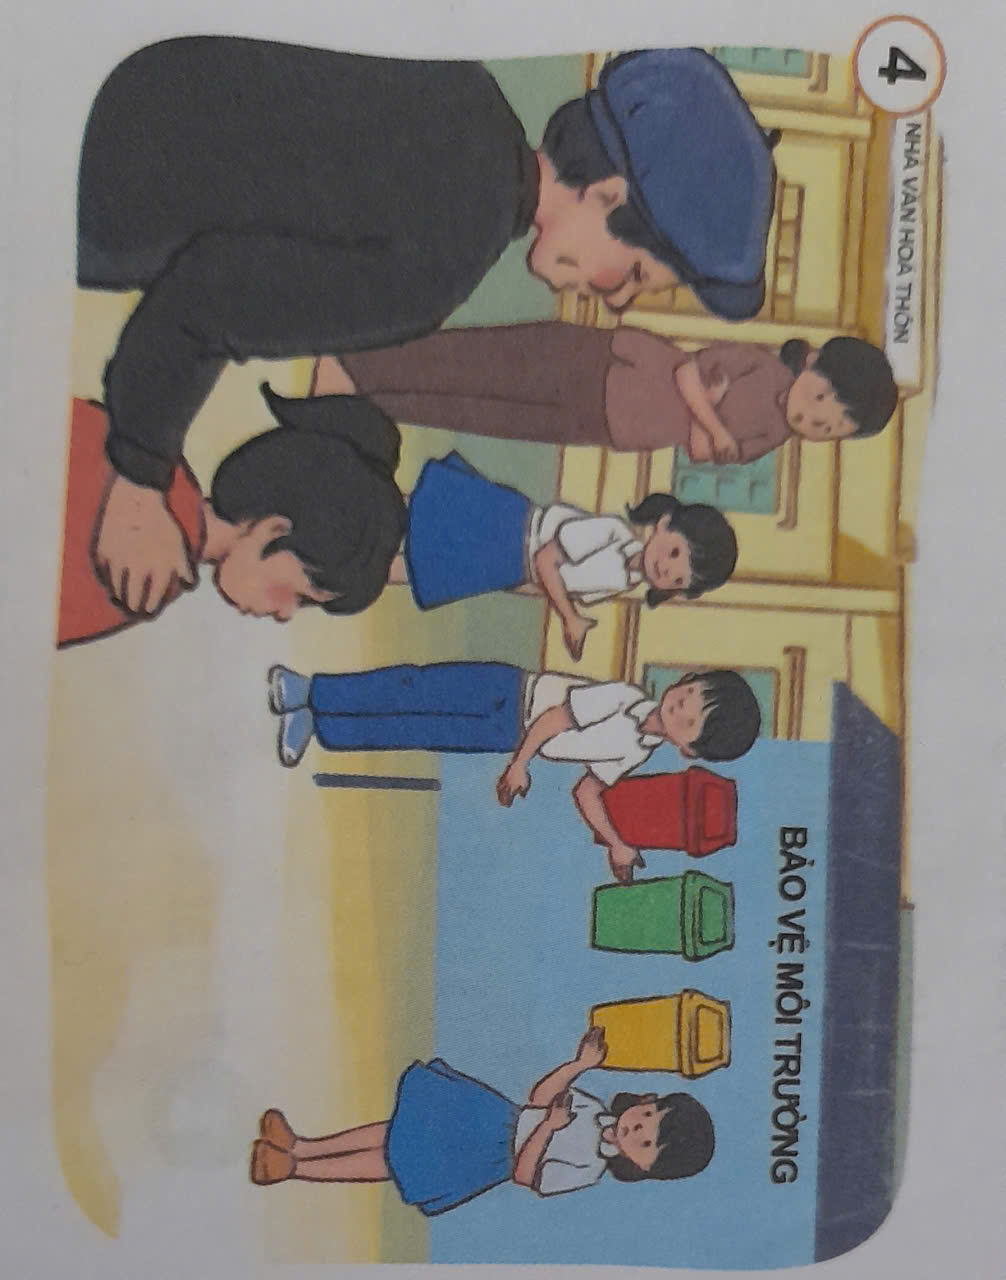 4
NHÀ VĂN HOÁ THÔN
BẢO VỆ MÔI TRƯỜNG